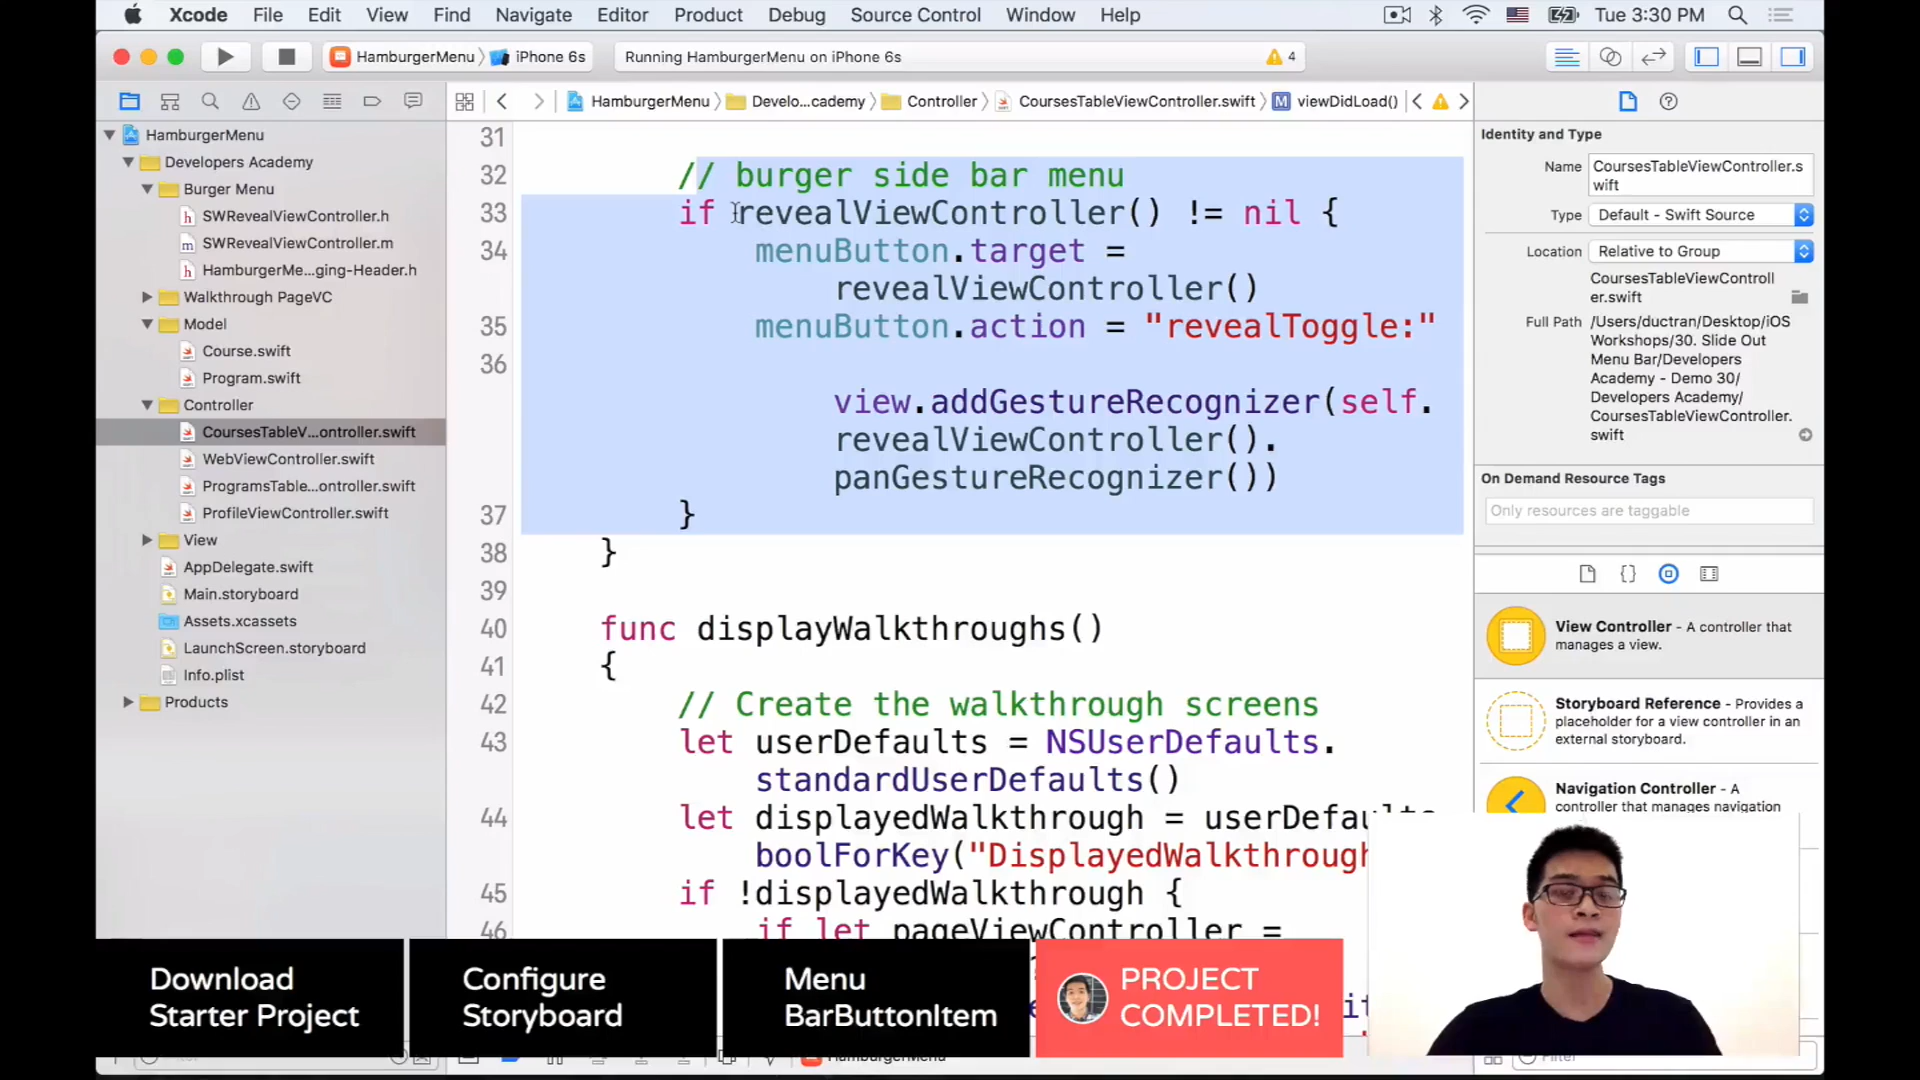 Xcode File Edit View Find Navigate Editor Product Debug Source Control Window Help Tue 3:30 PM
HamburgerMenu iPhone 6s Running HamburgerMenu on iPhone 6s 4
HamburgerMenu Develo...cademy Controller CoursesTableViewController.swift M viewDidLoad()
HamburgerMenu
Developers Academy
Burger Menu
h SWRevealViewController.h
m SWRevealViewController.m
h HamburgerMe...ging-Header.h
Walkthrough PageVC
Model
Course.swift
Program.swift
Controller
CoursesTableV...ontroller.swift
WebViewController.swift
ProgramsTable...ontroller.swift
ProfileViewController.swift
View
AppDelegate.swift
Main.storyboard
Assets.xcassets
LaunchScreen.storyboard
Info.plist
Products
31
32 // burger side bar menu
33 if revealViewController() != nil {
34 menuButton.target =
revealViewController()
35 menuButton.action = "revealToggle:"
36
view.addGestureRecognizer(self.
revealViewController().
panGestureRecognizer())
37 }
38 }
39
40 func displayWalkthroughs()
41 {
42 // Create the walkthrough screens
43 let userDefaults = NSUserDefaults.
standardUserDefaults()
44 let displayedWalkthrough = userDefaults.
boolForKey("DisplayedWalkthrough
45 if !displayedWalkthrough {
46 if let pageViewController =
Identity and Type
Name CoursesTableViewController.s
wift
Type Default - Swift Source
Location Relative to Group
CoursesTableViewControll
er.swift
Full Path /Users/ductran/Desktop/iOS
Workshops/30. Slide Out
Menu Bar/Developers
Academy - Demo 30/
Developers Academy/
CoursesTableViewController.
swift
On Demand Resource Tags
Only resources are taggable
View Controller - A controller that
manages a view.
Storyboard Reference - Provides a
placeholder for a view controller in an
external storyboard.
Navigation Controller - A
controller that manages navigation
Download
Starter Project
Configure
Storyboard
Menu
BarButtonItem
PROJECT
COMPLETED!
HamburgerMenu
Filter